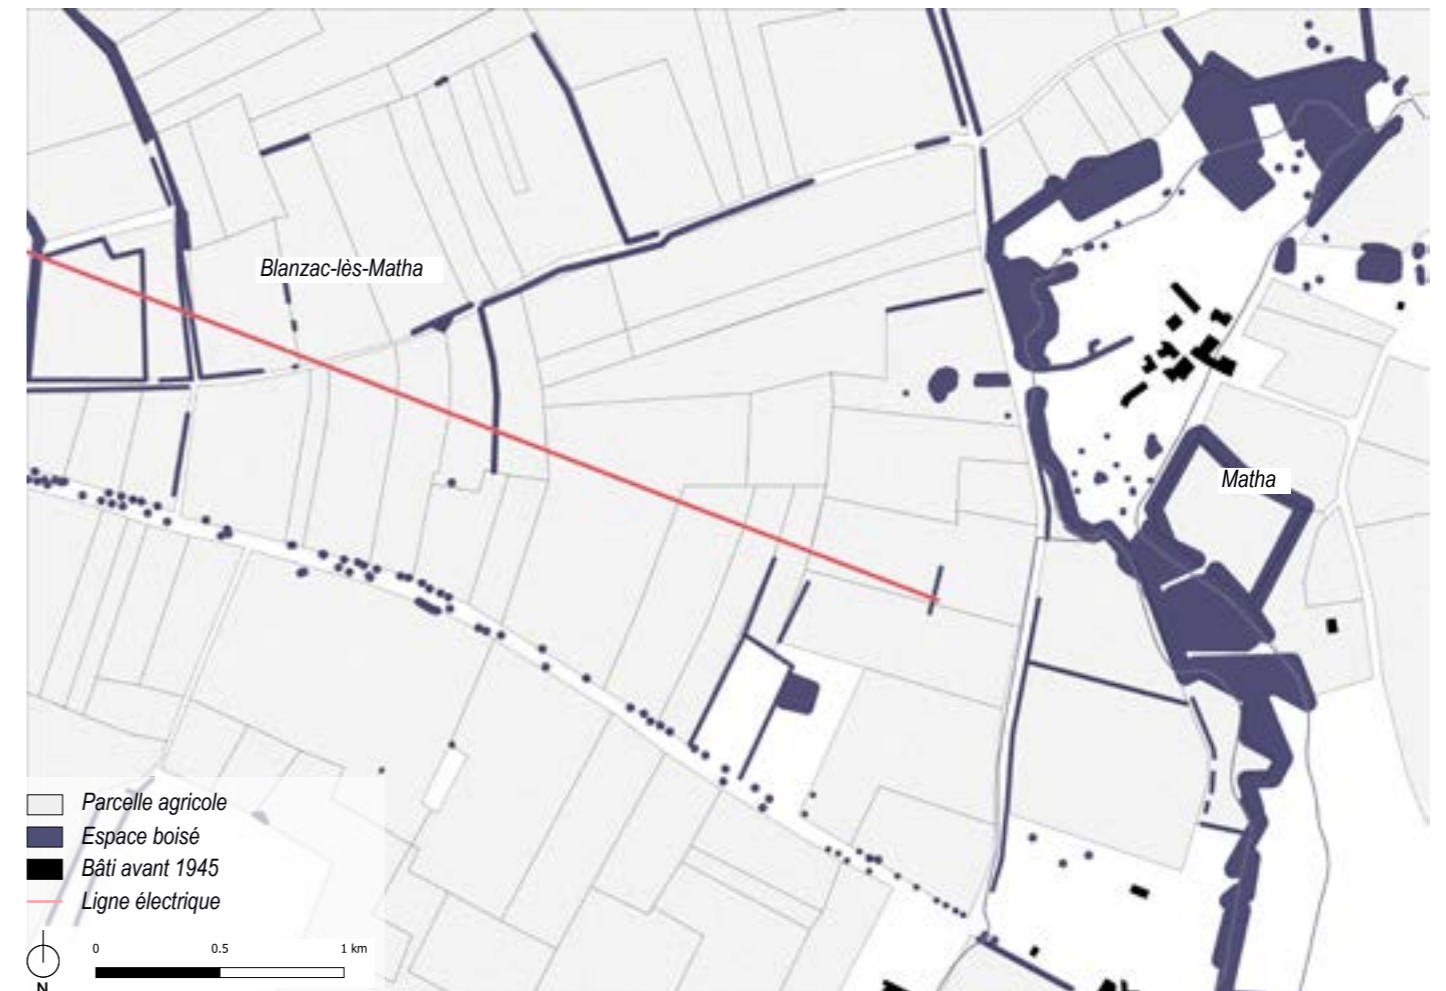 Blanzac-lès-Matha
Matha
Parcelle agricole
Espace boisé
Bâti avant 1945
Ligne électrique
0 0.5 1 km
N